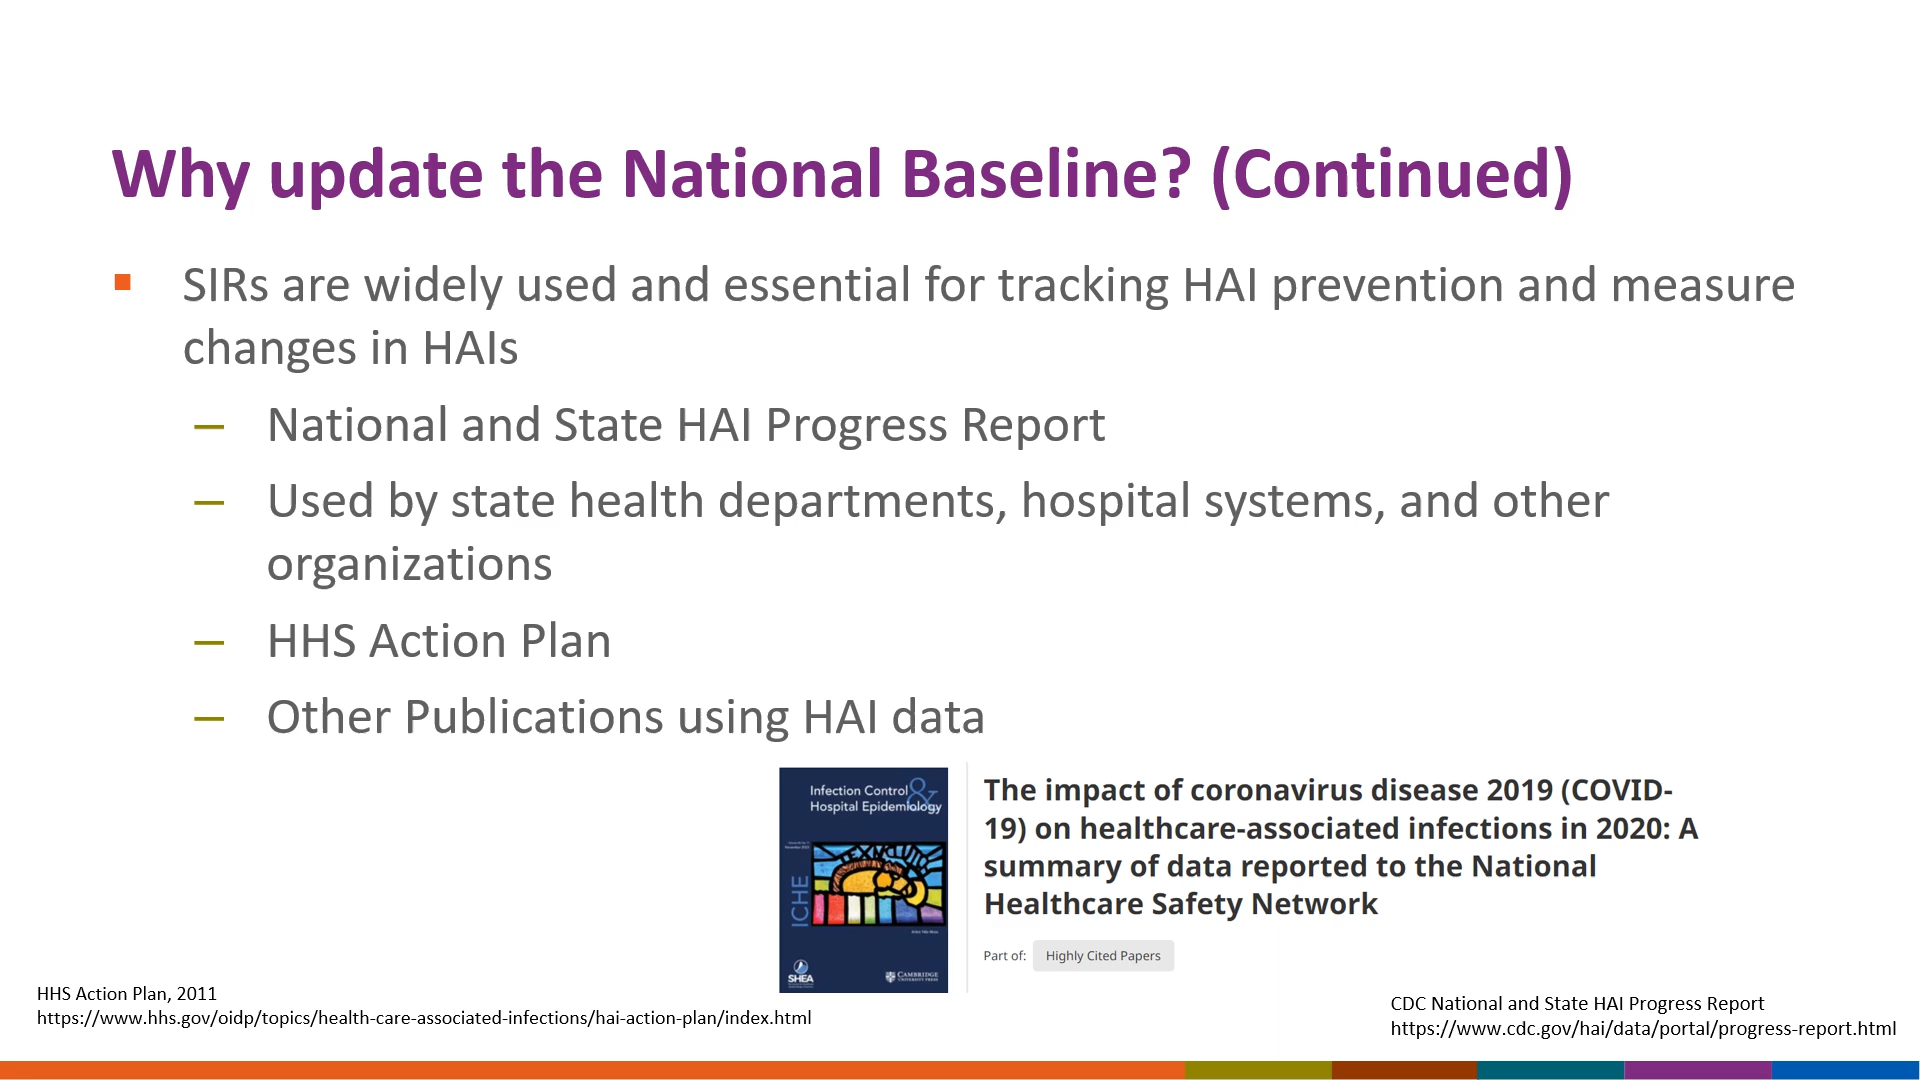 Why update the National Baseline? (Continued)
▪ SIRs are widely used and essential for tracking HAI prevention and measure
changes in HAIs
– National and State HAI Progress Report
– Used by state health departments, hospital systems, and other
organizations
– HHS Action Plan
– Other Publications using HAI data
Infection Control &
Hospital Epidemiology
ICHE
SHEA
CAMBRIDGE
UNIVERSITY PRESS
The impact of coronavirus disease 2019 (COVID-
19) on healthcare-associated infections in 2020: A
summary of data reported to the National
Healthcare Safety Network
Part of: Highly Cited Papers
HHS Action Plan, 2011
https://www.hhs.gov/oidp/topics/health-care-associated-infections/hai-action-plan/index.html
CDC National and State HAI Progress Report
https://www.cdc.gov/hai/data/portal/progress-report.html